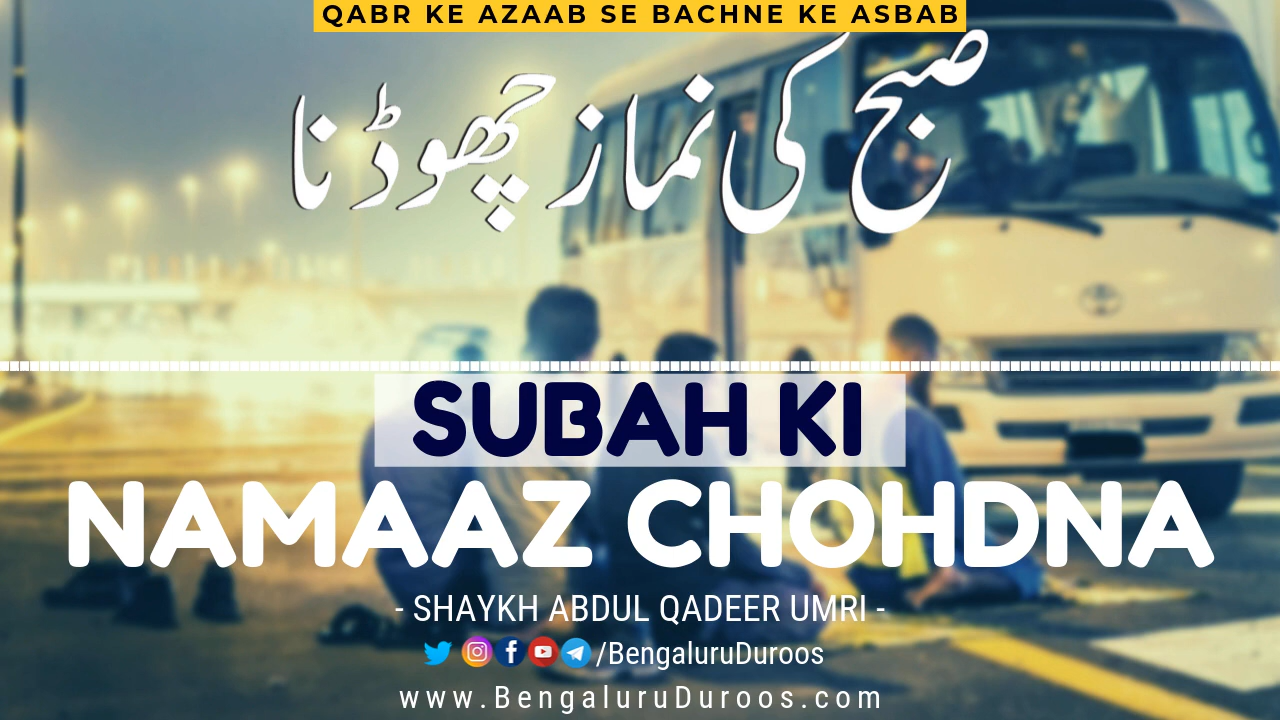 QABR KE AZAAB SE BACHNE KE ASBAB
صبح کی نماز چھوڈنا
SUBAH KI
NAMAAZ CHOHDNA
- SHAYKH ABDUL QADEER UMRI -
/BengaluruDuroos
www.BengaluruDuroos.com